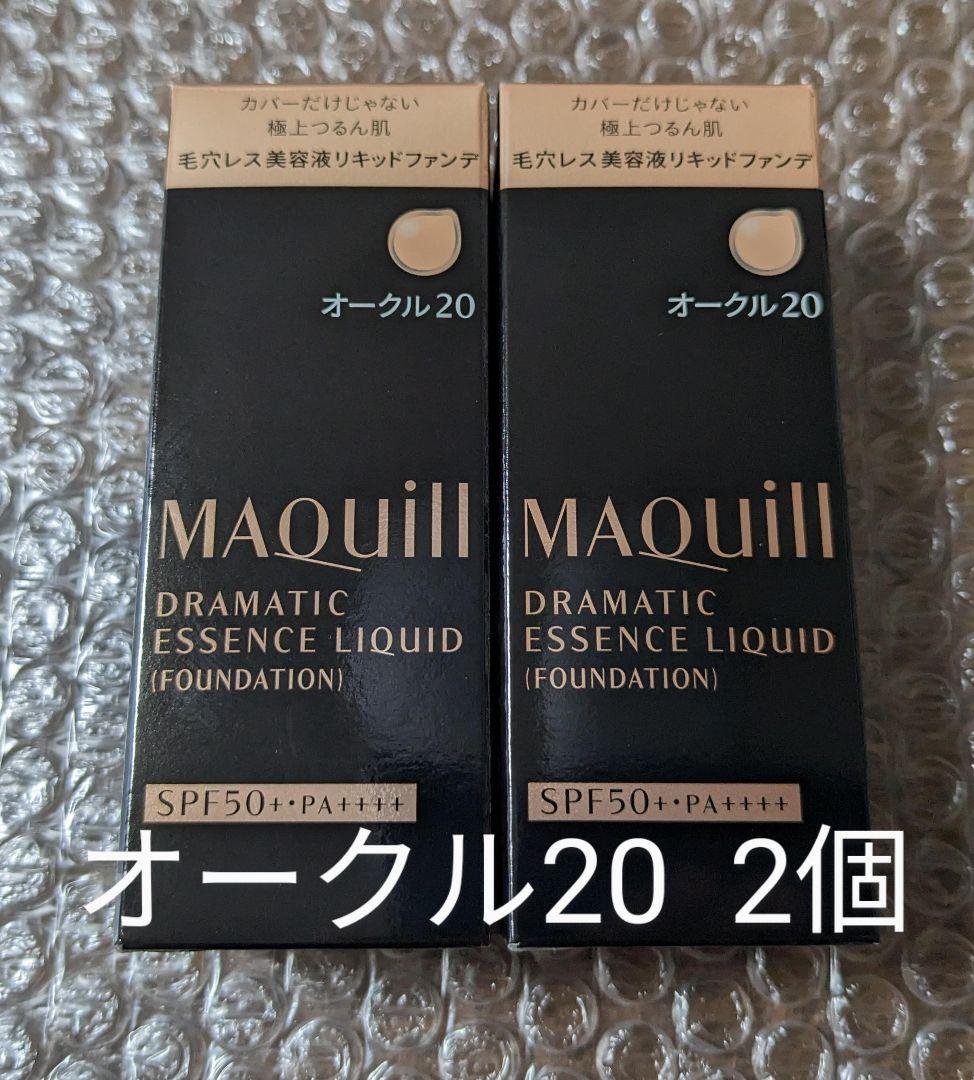 カバーだけじゃない
極上つるん肌
毛穴レス美容液リキッドファンデ
オークル20
MAQuill
DRAMATIC
ESSENCE LIQUID
(FOUNDATION)
SPF50+・PA++++
カバーだけじゃない
極上つるん肌
毛穴レス美容液リキッドファンデ
オークル20
MAQuill
DRAMATIC
ESSENCE LIQUID
(FOUNDATION)
SPF50+・PA++++
オークル20 2個